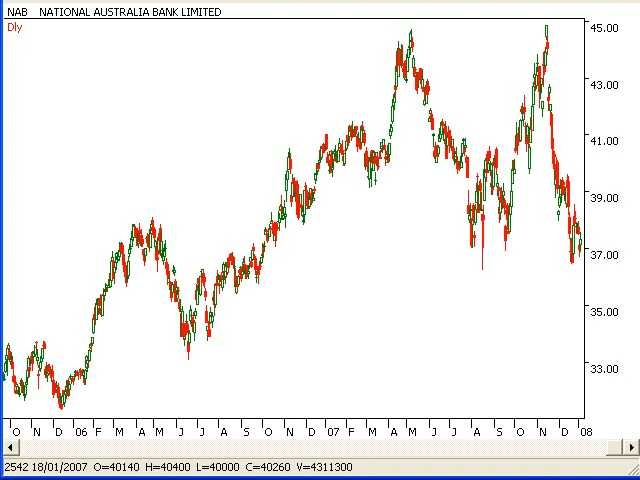 NAB NATIONAL AUSTRALIA BANK LIMITED
Dly
45.00
43.00
41.00
39.00
37.00
35.00
33.00
O N D 06 F M A M J J A S O N D 07 F M A M J J A S O N D 08
2542 18/01/2007 O=40140 H=40400 L=40000 C=40260 V=4311300